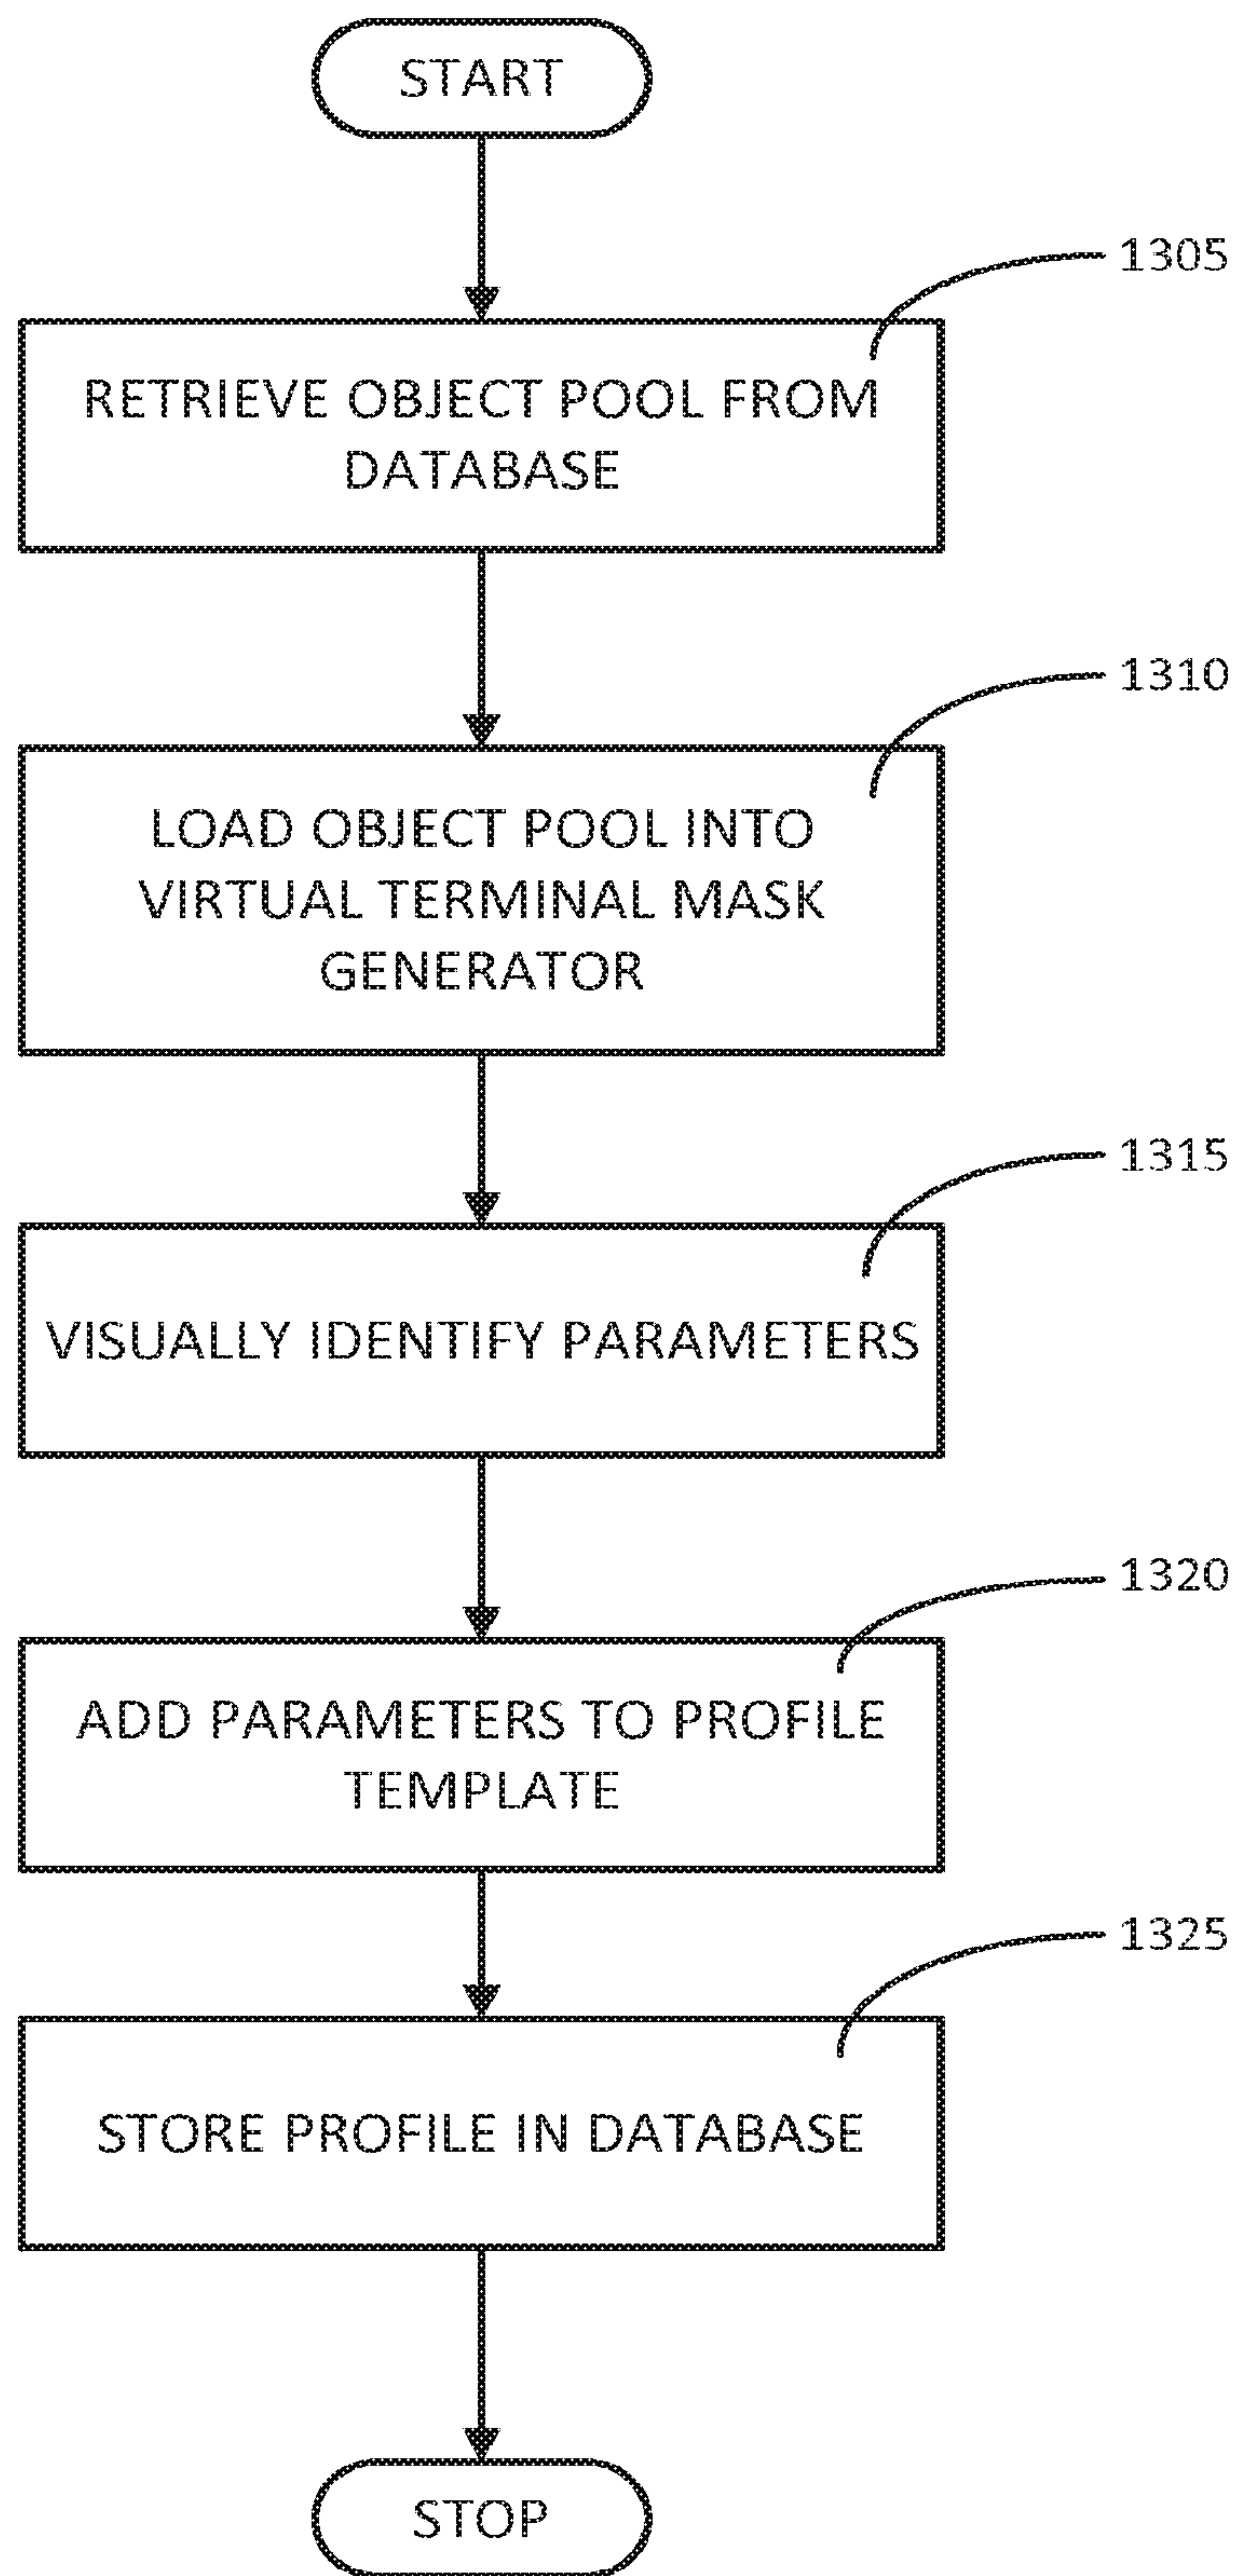 START
1305
RETRIEVE OBJECT POOL FROM
DATABASE
1310
LOAD OBJECT POOL INTO
VIRTUAL TERMINAL MASK
GENERATOR
1315
VISUALLY IDENTIFY PARAMETERS
1320
ADD PARAMETERS TO PROFILE
TEMPLATE
1325
STORE PROFILE IN DATABASE
STOP